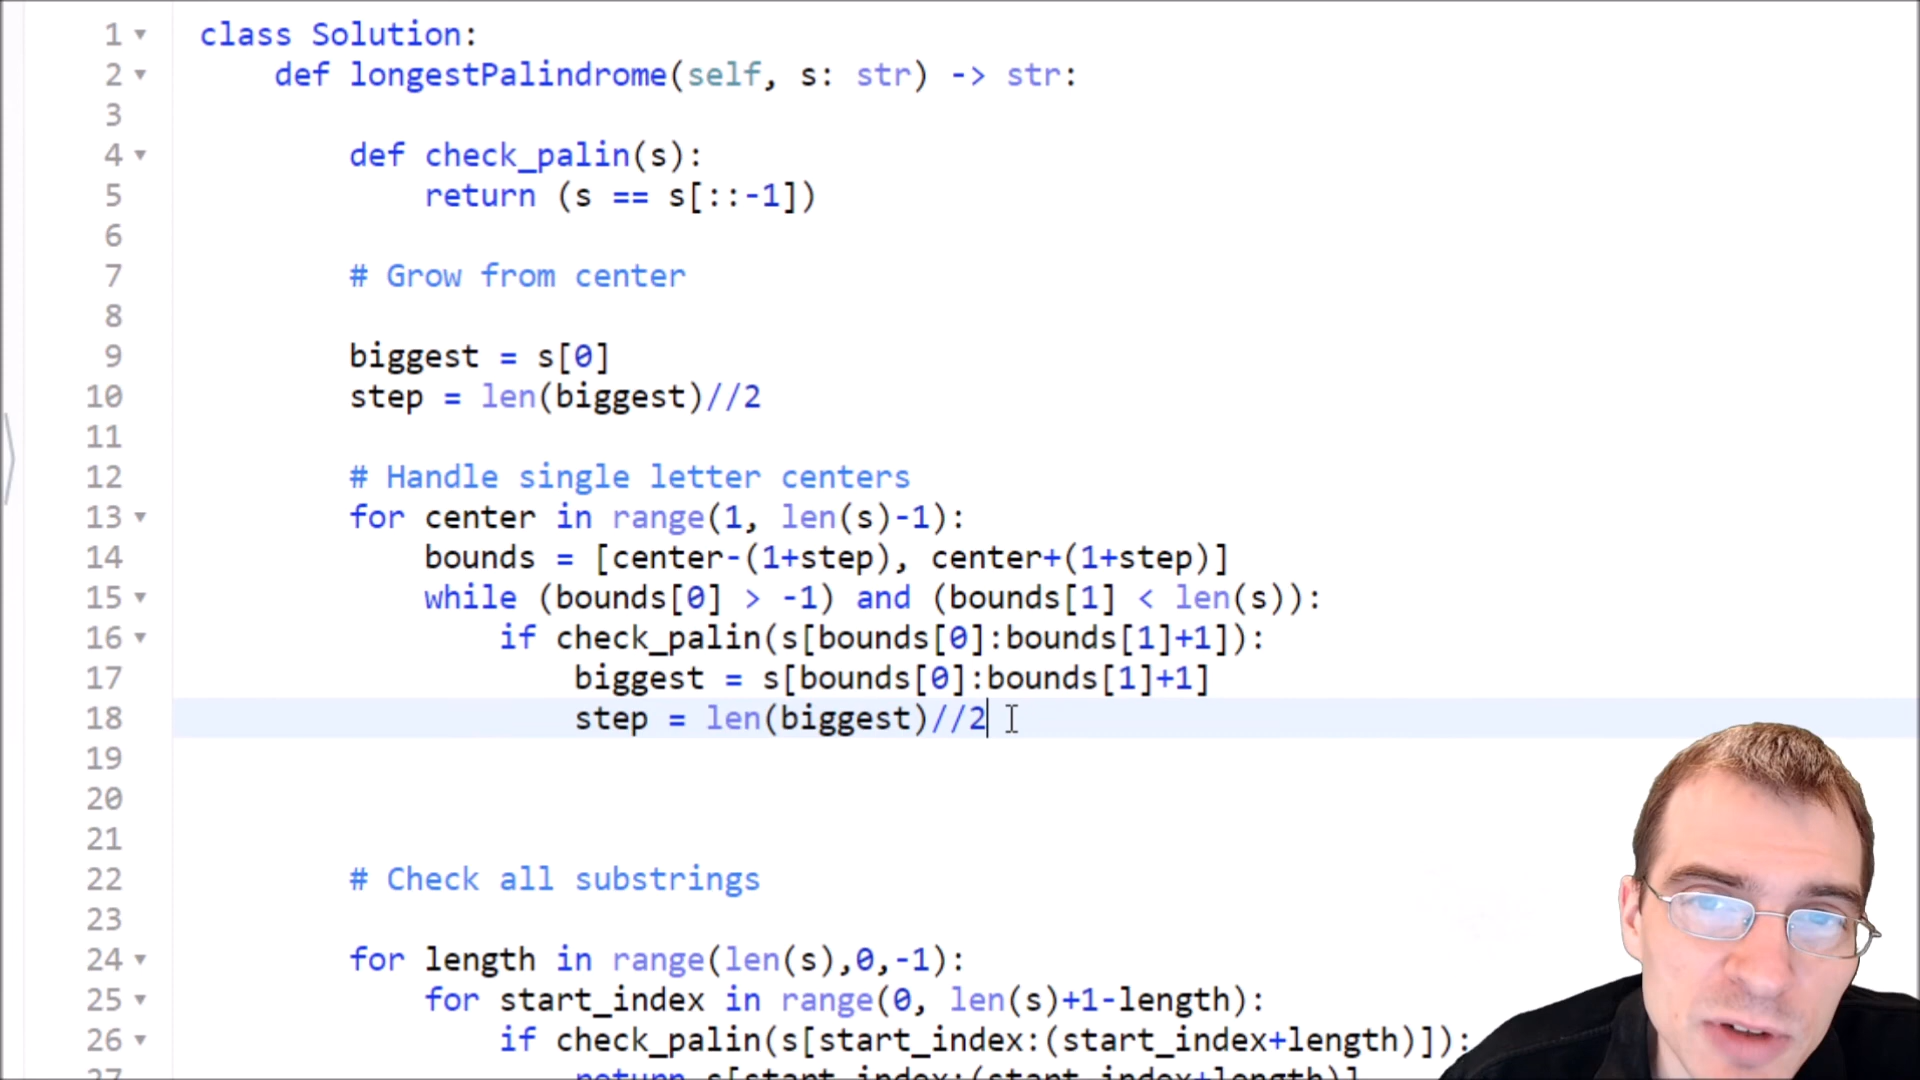 1 class Solution:
2 def longestPalindrome(self, s: str) -> str:
3
4 def check_palin(s):
5 return (s == s[::-1])
6
7 # Grow from center
8
9 biggest = s[0]
10 step = len(biggest)//2
11
12 # Handle single letter centers
13 for center in range(1, len(s)-1):
14 bounds = [center-(1+step), center+(1+step)]
15 while (bounds[0] > -1) and (bounds[1] < len(s)):
16 if check_palin(s[bounds[0]:bounds[1]+1]):
17 biggest = s[bounds[0]:bounds[1]+1]
18 step = len(biggest)//2
19
20
21
22 # Check all substrings
23
24 for length in range(len(s),0,-1):
25 for start_index in range(0, len(s)+1-length):
26 if check_palin(s[start_index:(start_index+length)]):
27 return s[start_index:(start_index+length)]